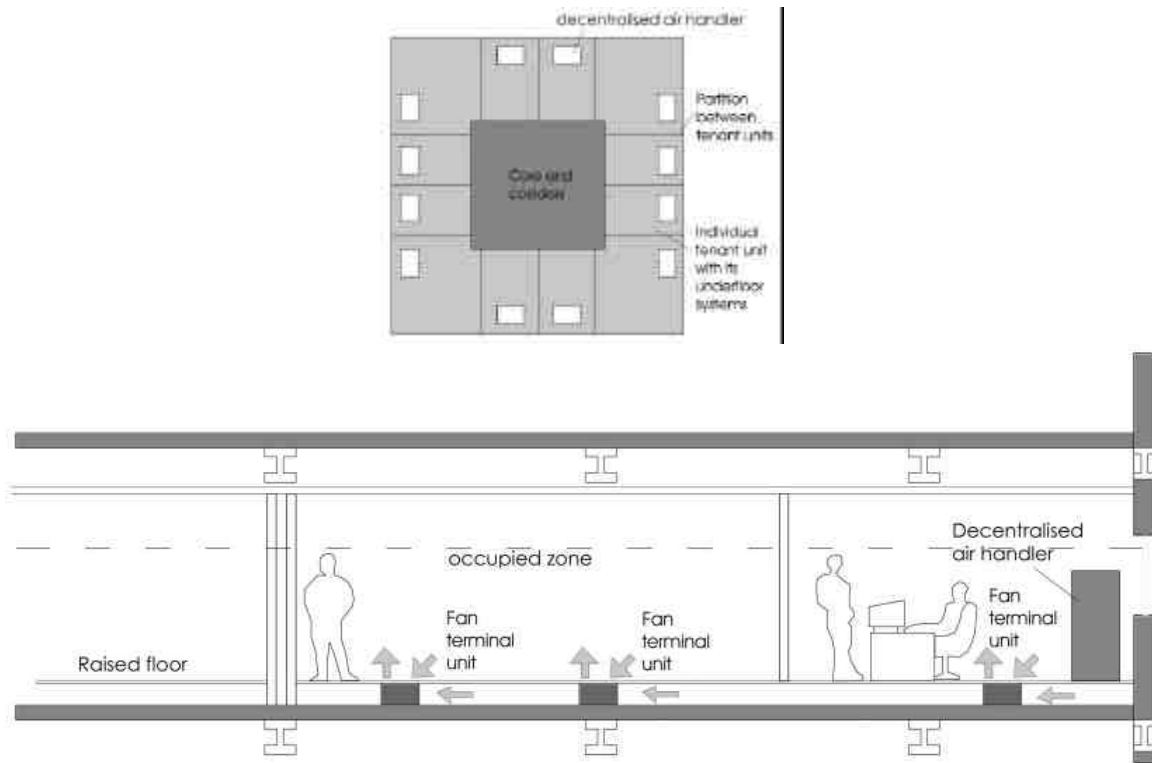 decentralised air handler
Partition
between
tenant units
Core and
corridors
Individual
tenant unit
with its
underfloor
systems
Decentralised
air handler
occupied zone
Fan
terminal
unit
Fan
terminal
unit
Fan
terminal
unit
Raised floor